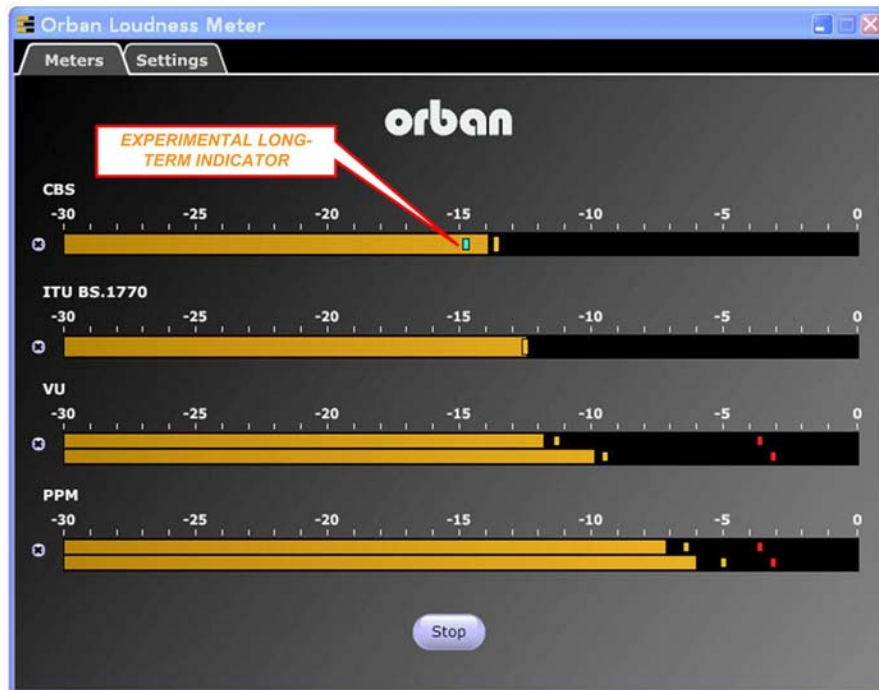 Orban Loudness Meter
Meters Settings
orban
EXPERIMENTAL LONG-
TERM INDICATOR
CBS
-30 -25 -20 -15 -10 -5 0
ITU BS.1770
-30 -25 -20 -15 -10 -5 0
VU
-30 -25 -20 -15 -10 -5 0
PPM
-30 -25 -20 -15 -10 -5 0
Stop